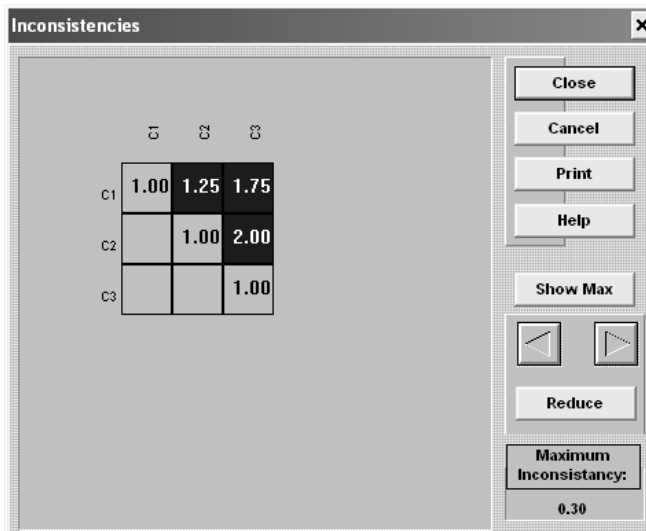 Inconsistencies
Close
Cancel
Print
Help
C1 C2 C3
C1 1.00 1.25 1.75
C2 1.00 2.00
C3 1.00
Show Max
Reduce
Maximum
Inconsistancy:
0.30